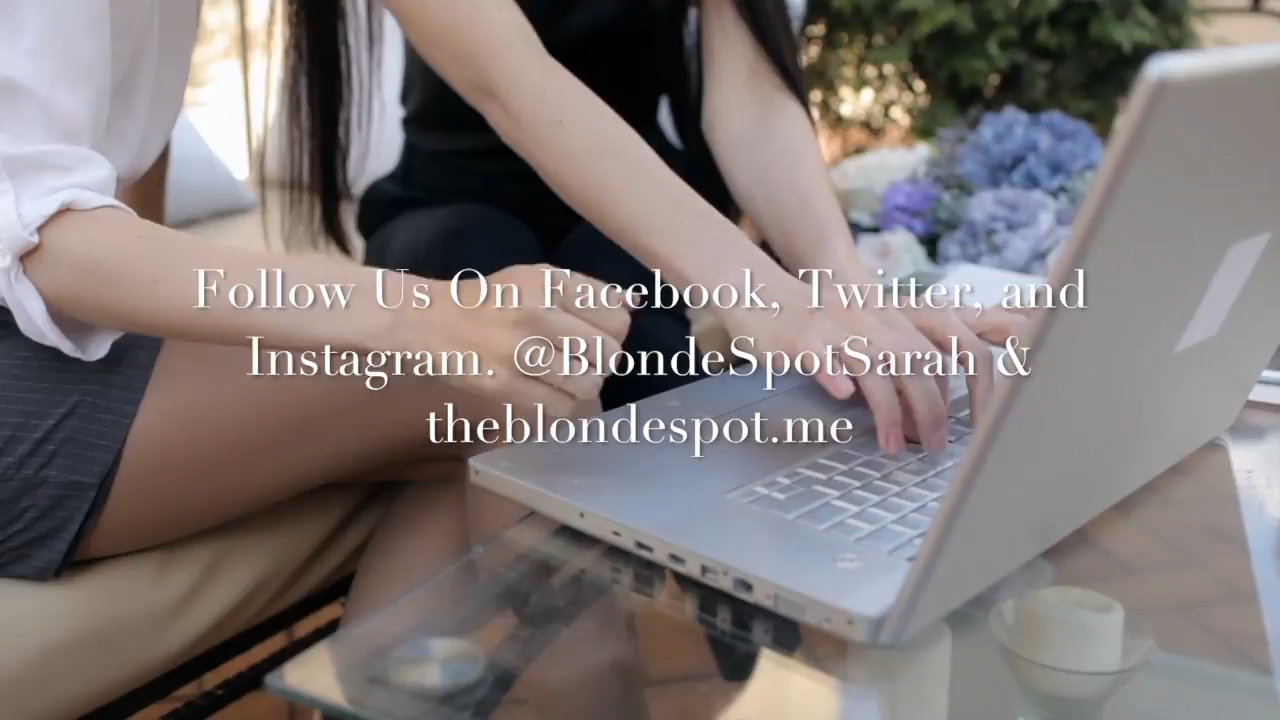 Follow Us On Facebook, Twitter, and
Instagram. @BlondeSpotSarah &
theblondespot.me